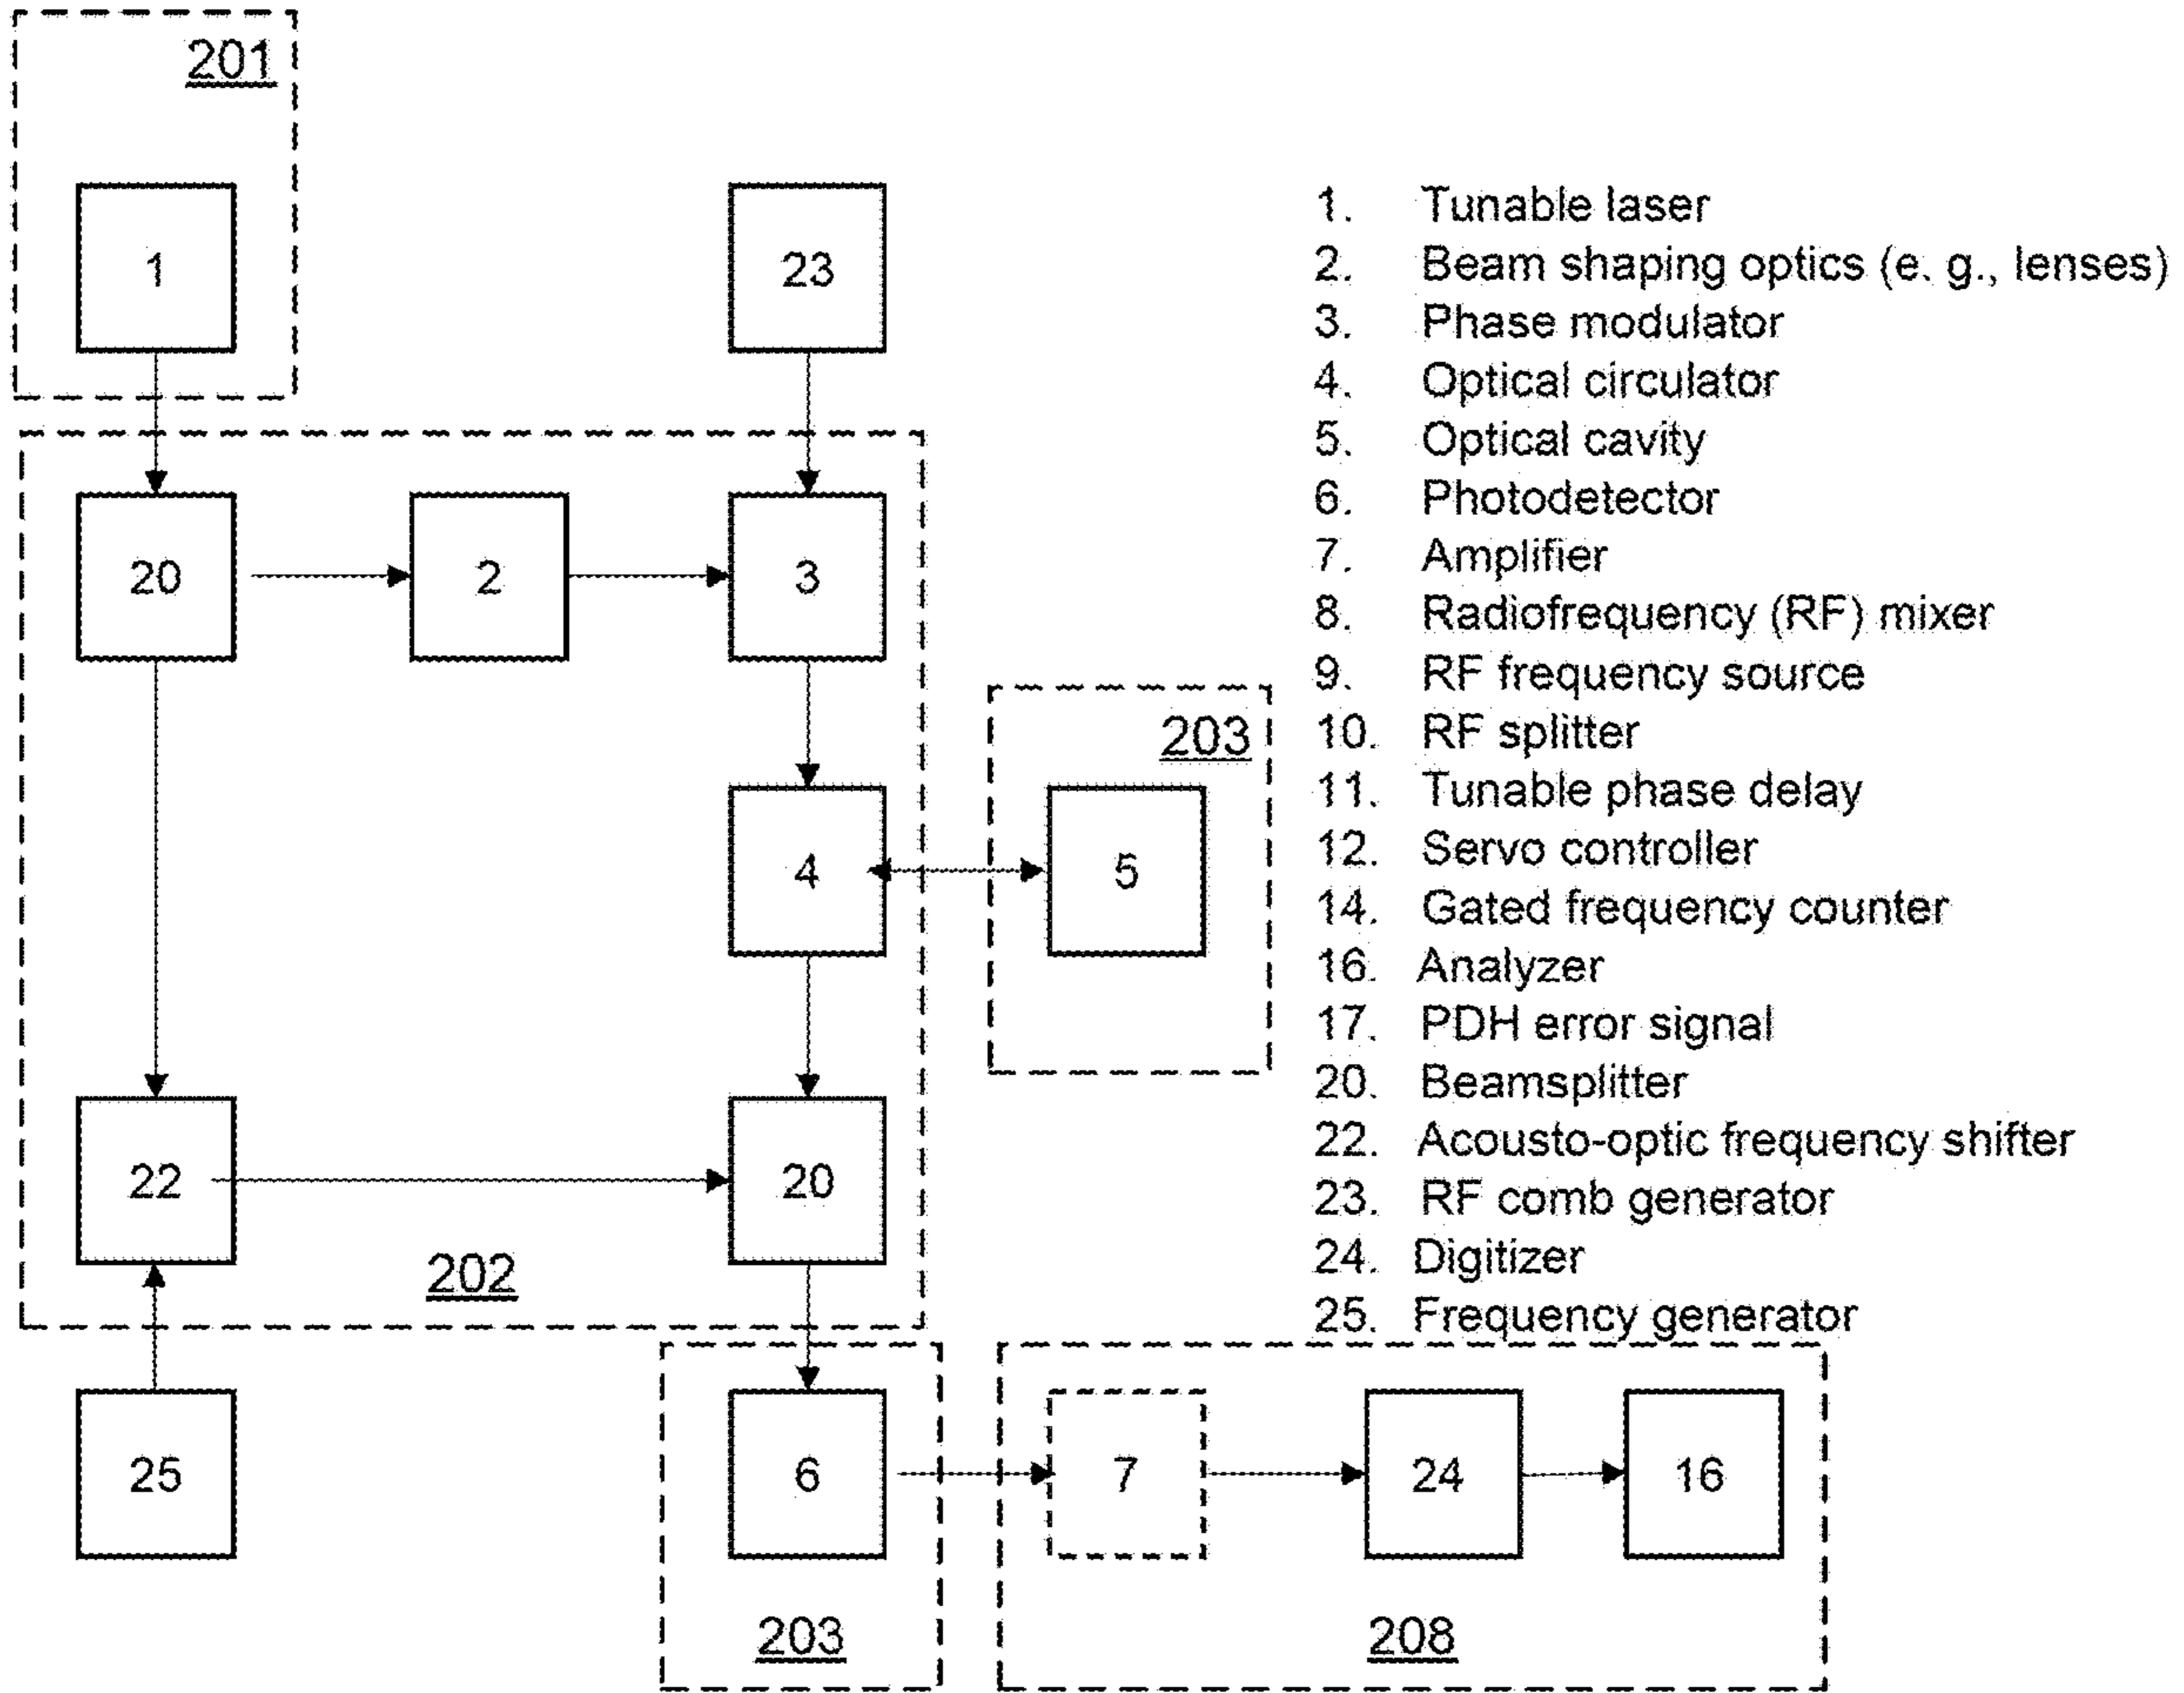 201
1
23
20
2
3
203
4
5
22
20
202
25
6
7
24
16
203
208
1. Tunable laser
2. Beam shaping optics (e. g., lenses)
3. Phase modulator
4. Optical circulator
5. Optical cavity
6. Photodetector
7. Amplifier
8. Radiofrequency (RF) mixer
9. RF frequency source
10. RF splitter
11. Tunable phase delay
12. Servo controller
14. Gated frequency counter
16. Analyzer
17. PDH error signal
20. Beamsplitter
22. Acousto-optic frequency shifter
23. RF comb generator
24. Digitizer
25. Frequency generator